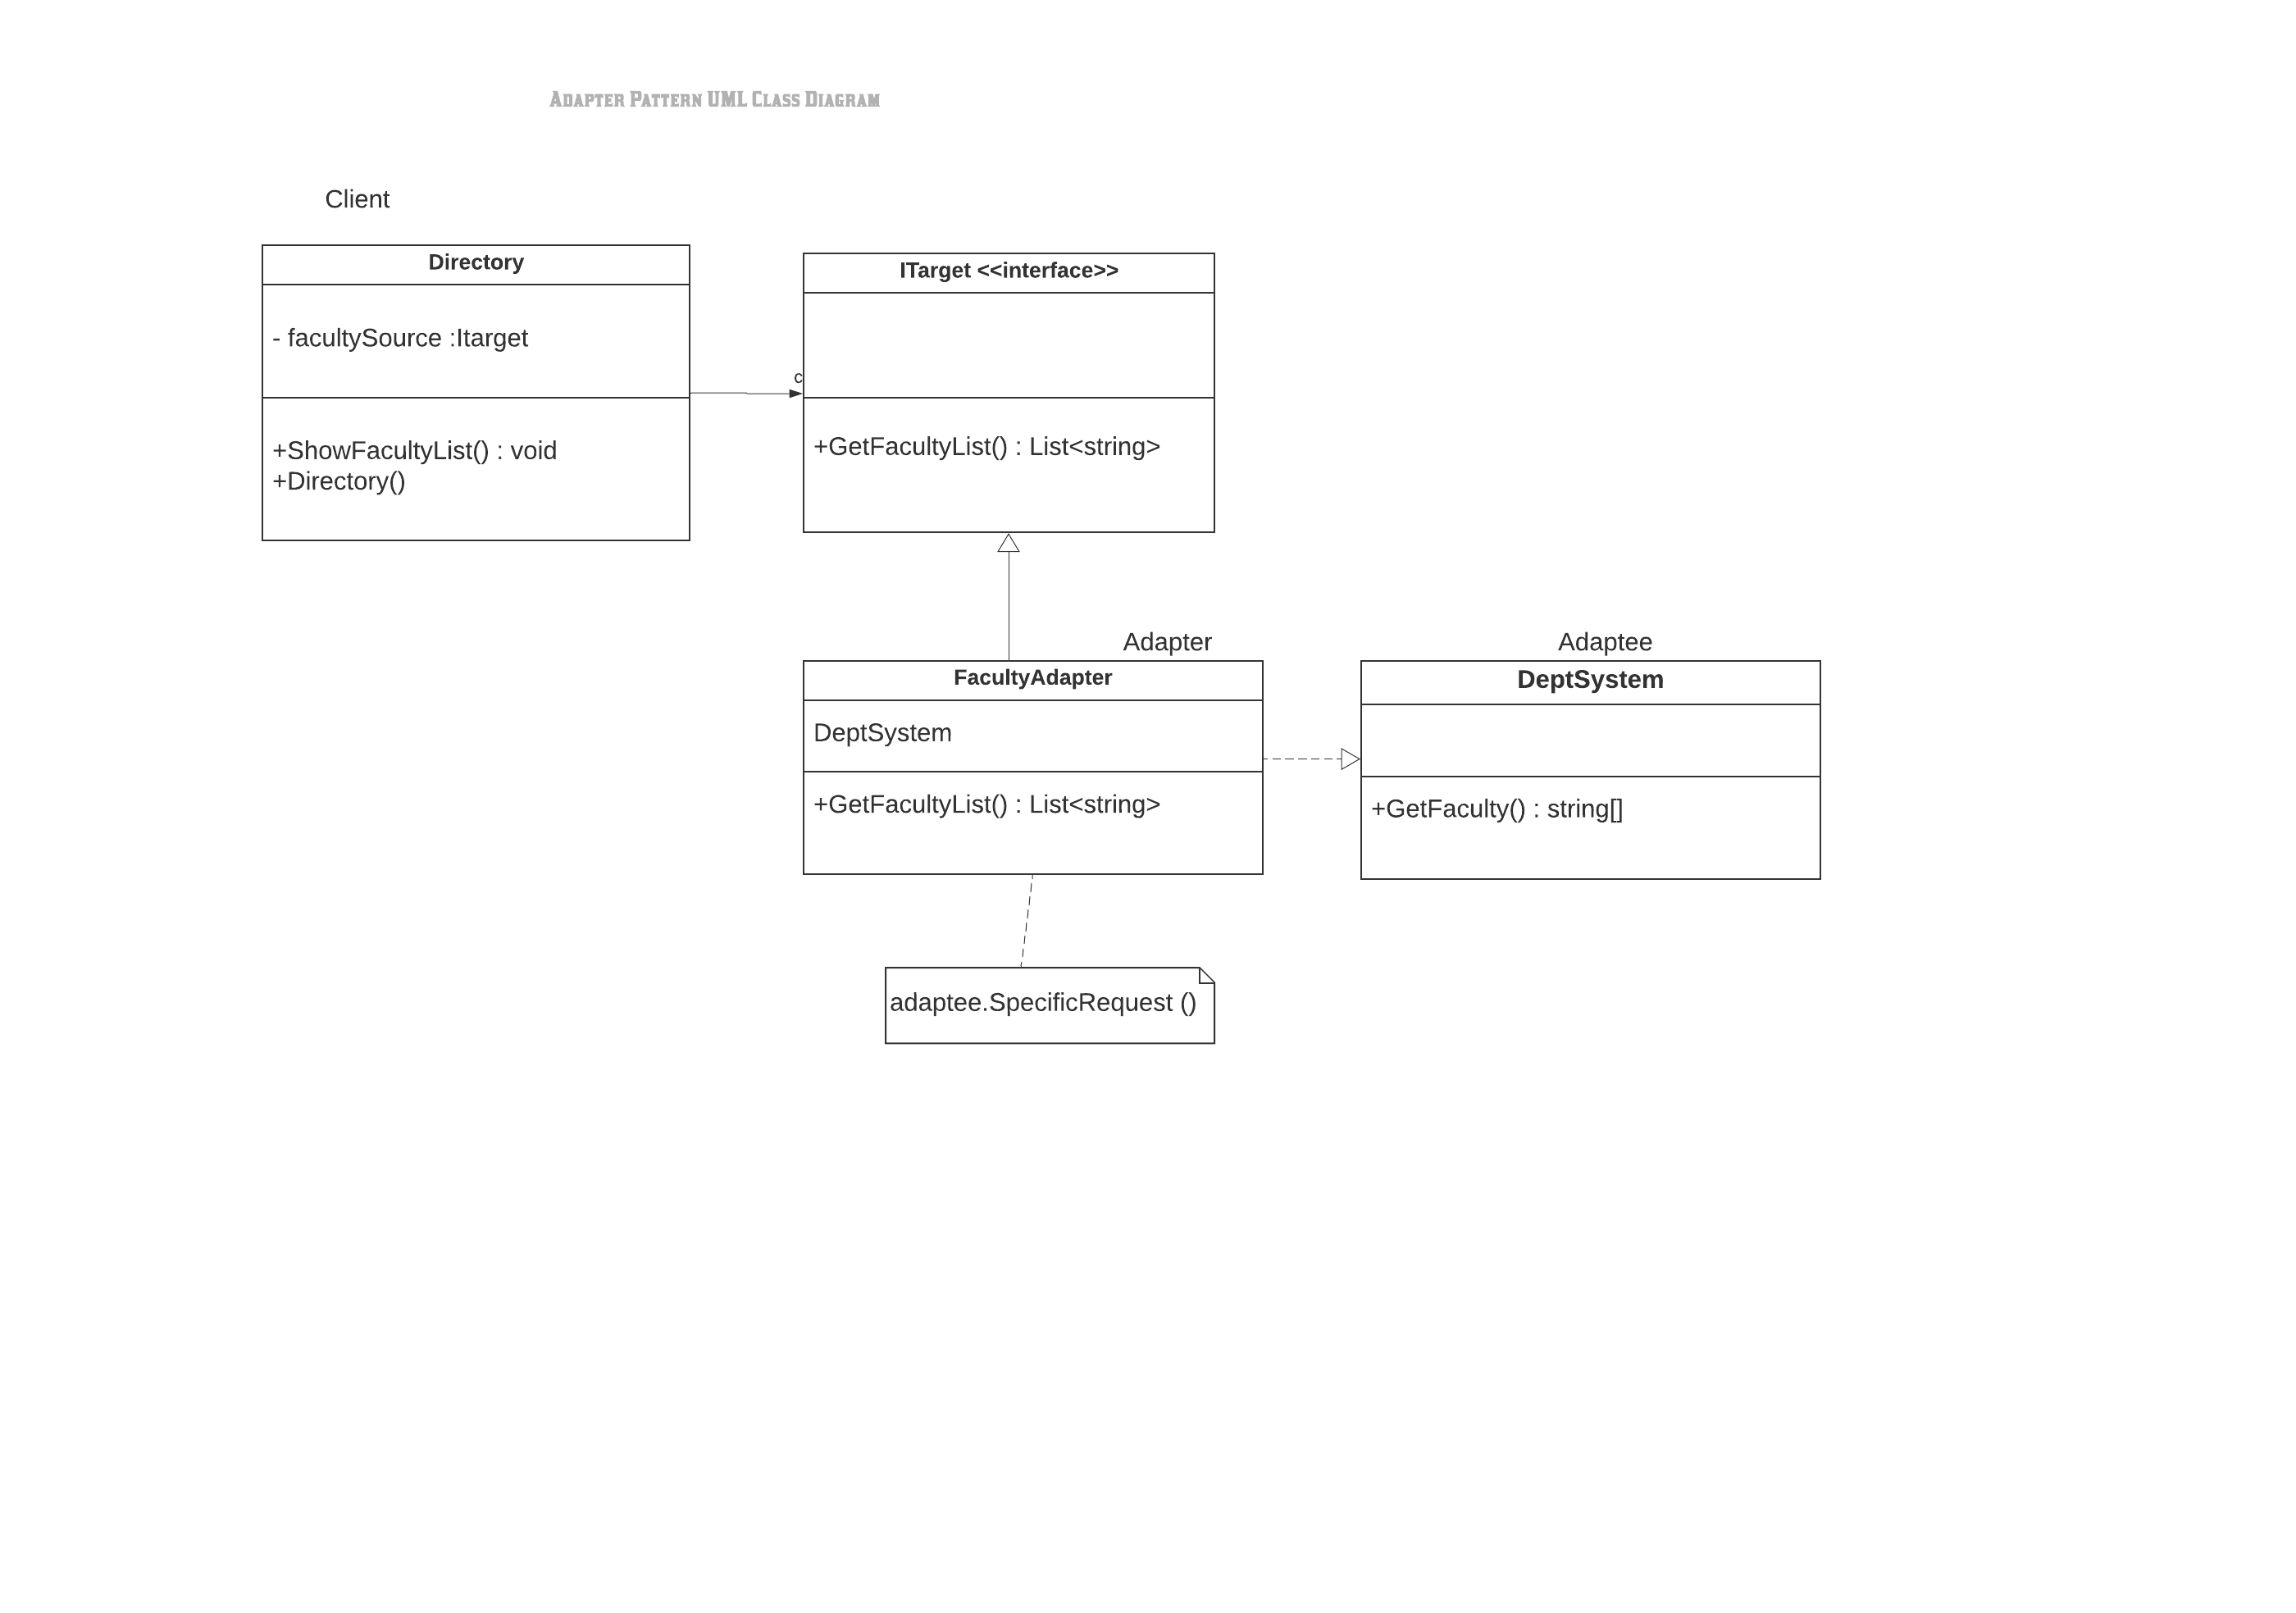 Adapter Pattern UML Class Diagram
Client
Directory
- facultySource :Itarget
+ShowFacultyList() : void
+Directory()
c
ITarget <<interface>>
+GetFacultyList() : List<string>
Adapter
FacultyAdapter
DeptSystem
+GetFacultyList() : List<string>
Adaptee
DeptSystem
+GetFaculty() : string[]
adaptee.SpecificRequest ()